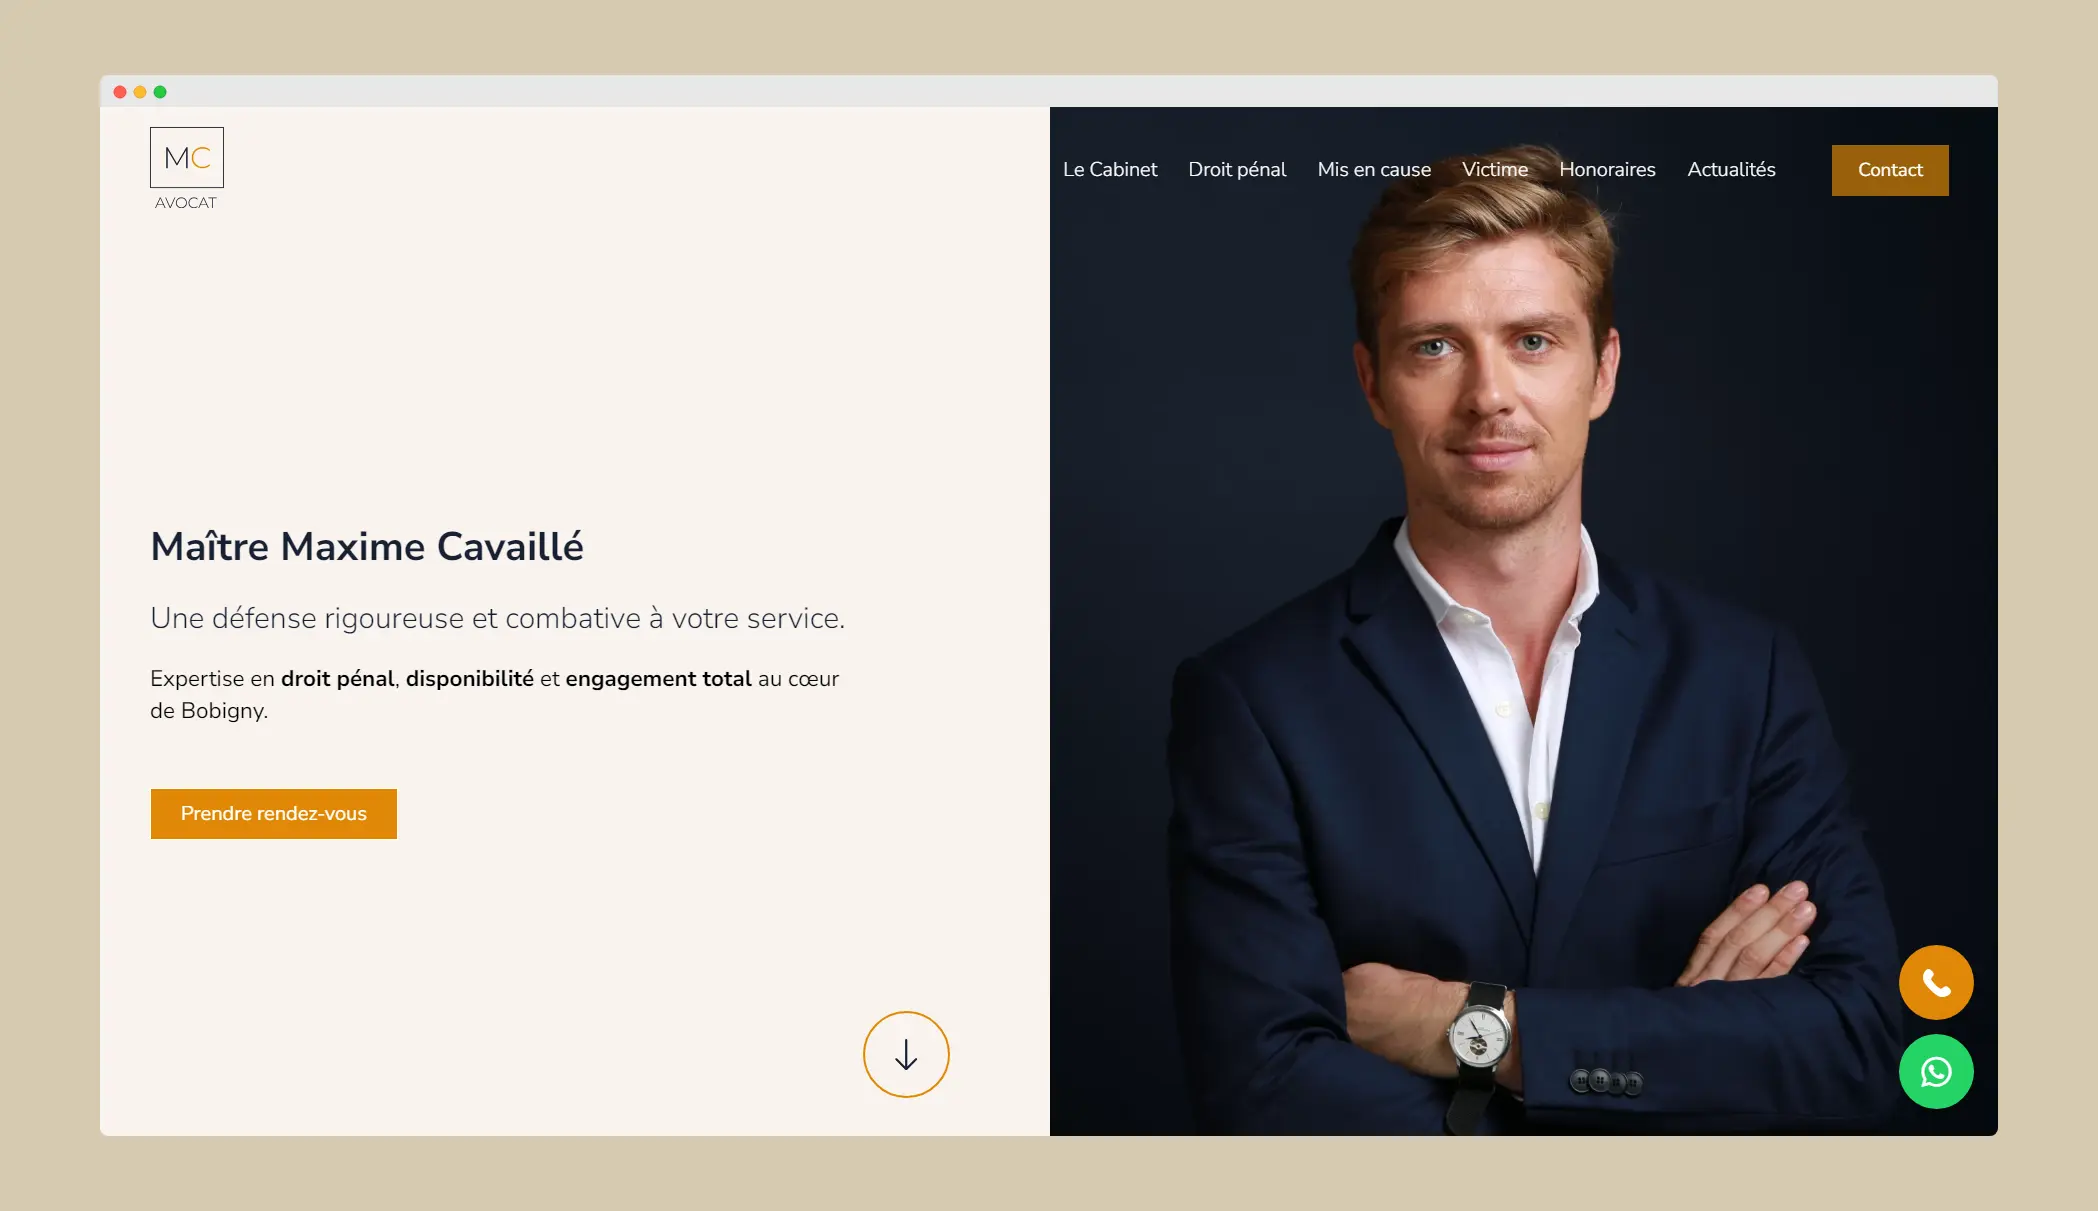 MC
AVOCAT
Le Cabinet Droit pénal Mis en cause Victime Honoraires Actualités Contact
Maître Maxime Cavaillé
Une défense rigoureuse et combative à votre service.
Expertise en droit pénal, disponibilité et engagement total au cœur
de Bobigny.
Prendre rendez-vous